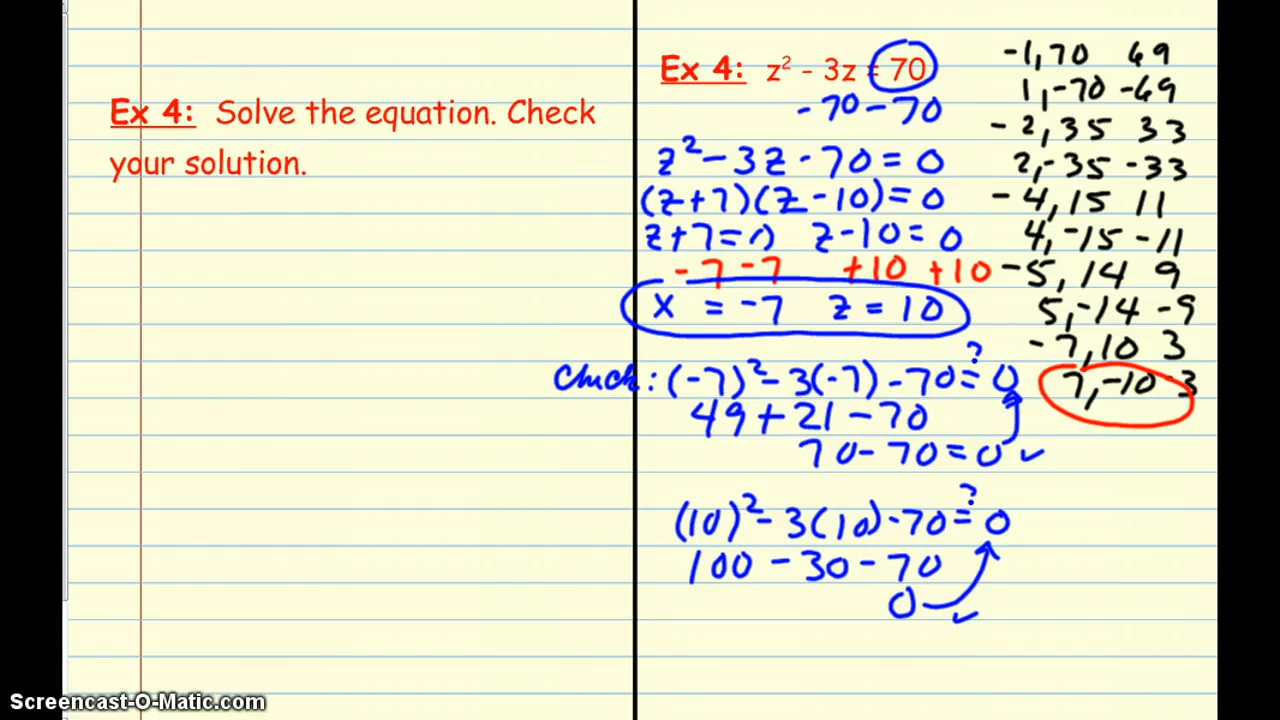 Ex 4: Solve the equation. Check
your solution.
Ex 4: z² - 3z = 70
- 70 - 70
z² - 3z - 70 = 0
(z + 7)(z - 10) = 0
z + 7 = 0 z - 10 = 0
- 7 - 7 + 10 + 10
x = -7 z = 10
Check: (-7)² - 3(-7) - 70 ≟ 0
49 + 21 - 70
70 - 70 = 0 ✓
(10)² - 3(10) - 70 ≟ 0
100 - 30 - 70
0 ✓
-1, 70 69
1, -70 -69
-2, 35 33
2, -35 -33
-4, 15 11
4, -15 -11
-5, 14 9
5, -14 -9
-7, 10 3
7, -10 -3
Screencast-O-Matic.com